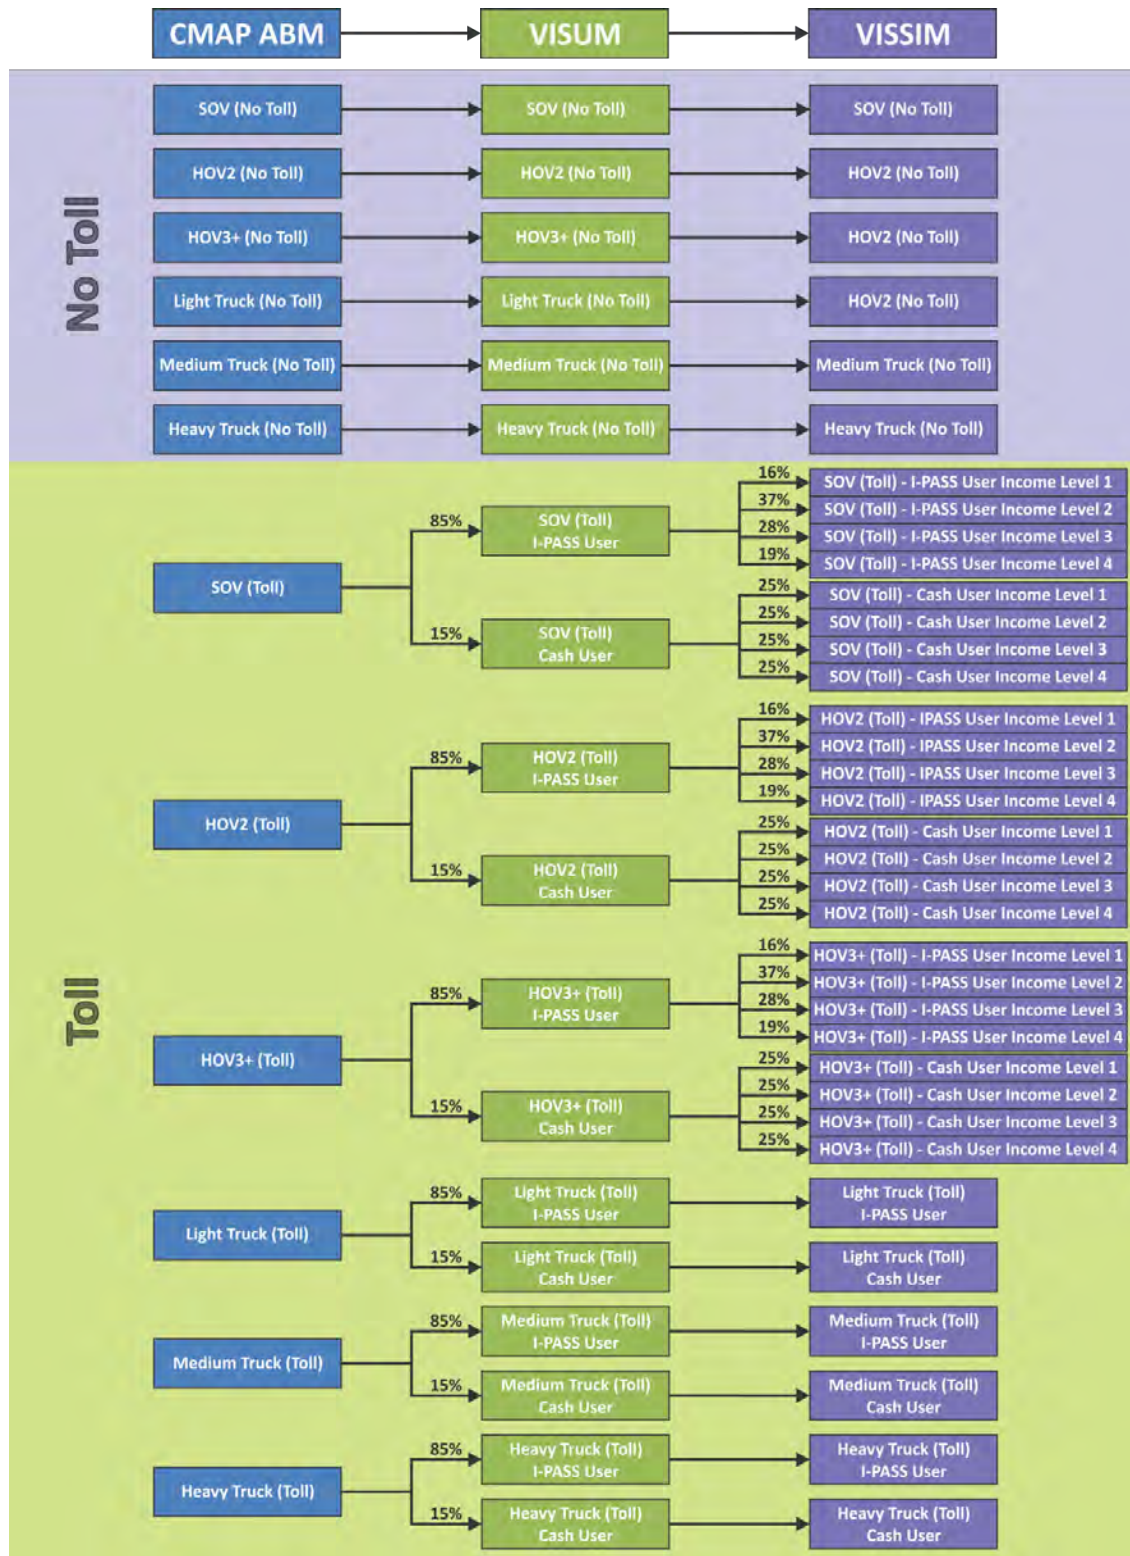 CMAP ABM
VISUM
VISSIM
No Toll
SOV (No Toll)
SOV (No Toll)
SOV (No Toll)
HOV2 (No Toll)
HOV2 (No Toll)
HOV2 (No Toll)
HOV3+ (No Toll)
HOV3+ (No Toll)
HOV2 (No Toll)
Light Truck (No Toll)
Light Truck (No Toll)
HOV2 (No Toll)
Medium Truck (No Toll)
Medium Truck (No Toll)
Medium Truck (No Toll)
Heavy Truck (No Toll)
Heavy Truck (No Toll)
Heavy Truck (No Toll)
Toll
SOV (Toll)
85%
SOV (Toll)
I-PASS User
16%
SOV (Toll) - I-PASS User Income Level 1
37%
SOV (Toll) - I-PASS User Income Level 2
28%
SOV (Toll) - I-PASS User Income Level 3
19%
SOV (Toll) - I-PASS User Income Level 4
15%
SOV (Toll)
Cash User
25%
SOV (Toll) - Cash User Income Level 1
25%
SOV (Toll) - Cash User Income Level 2
25%
SOV (Toll) - Cash User Income Level 3
25%
SOV (Toll) - Cash User Income Level 4
HOV2 (Toll)
85%
HOV2 (Toll)
I-PASS User
16%
HOV2 (Toll) - IPASS User Income Level 1
37%
HOV2 (Toll) - IPASS User Income Level 2
28%
HOV2 (Toll) - IPASS User Income Level 3
19%
HOV2 (Toll) - IPASS User Income Level 4
15%
HOV2 (Toll)
Cash User
25%
HOV2 (Toll) - Cash User Income Level 1
25%
HOV2 (Toll) - Cash User Income Level 2
25%
HOV2 (Toll) - Cash User Income Level 3
25%
HOV2 (Toll) - Cash User Income Level 4
HOV3+ (Toll)
85%
HOV3+ (Toll)
I-PASS User
16%
HOV3+ (Toll) - I-PASS User Income Level 1
37%
HOV3+ (Toll) - I-PASS User Income Level 2
28%
HOV3+ (Toll) - I-PASS User Income Level 3
19%
HOV3+ (Toll) - I-PASS User Income Level 4
15%
HOV3+ (Toll)
Cash User
25%
HOV3+ (Toll) - Cash User Income Level 1
25%
HOV3+ (Toll) - Cash User Income Level 2
25%
HOV3+ (Toll) - Cash User Income Level 3
25%
HOV3+ (Toll) - Cash User Income Level 4
Light Truck (Toll)
85%
Light Truck (Toll)
I-PASS User
Light Truck (Toll)
I-PASS User
15%
Light Truck (Toll)
Cash User
Light Truck (Toll)
Cash User
Medium Truck (Toll)
85%
Medium Truck (Toll)
I-PASS User
Medium Truck (Toll)
I-PASS User
15%
Medium Truck (Toll)
Cash User
Medium Truck (Toll)
Cash User
Heavy Truck (Toll)
85%
Heavy Truck (Toll)
I-PASS User
Heavy Truck (Toll)
I-PASS User
15%
Heavy Truck (Toll)
Cash User
Heavy Truck (Toll)
Cash User